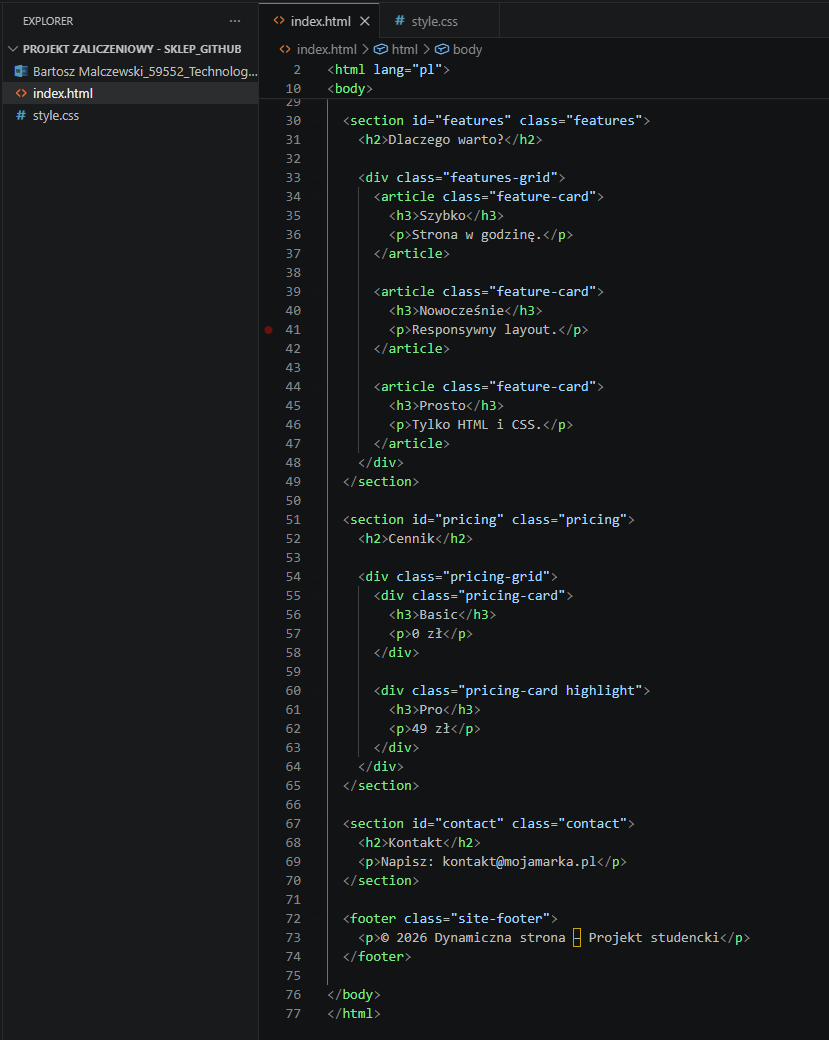 EXPLORER
...
PROJEKT ZALICZENIOWY - SKLEP_GITHUB
Bartosz Malczewski_59552_Technolog...
index.html
style.css
index.html
style.css
index.html > html > body
2 <html lang="pl">
10 <body>
29
30 <section id="features" class="features">
31 <h2>Dlaczego warto?</h2>
32
33 <div class="features-grid">
34 <article class="feature-card">
35 <h3>Szybko</h3>
36 <p>Strona w godzinę.</p>
37 </article>
38
39 <article class="feature-card">
40 <h3>Nowocześnie</h3>
41 <p>Responsywny layout.</p>
42 </article>
43
44 <article class="feature-card">
45 <h3>Prosto</h3>
46 <p>Tylko HTML i CSS.</p>
47 </article>
48 </div>
49 </section>
50
51 <section id="pricing" class="pricing">
52 <h2>Cennik</h2>
53
54 <div class="pricing-grid">
55 <div class="pricing-card">
56 <h3>Basic</h3>
57 <p>0 zł</p>
58 </div>
59
60 <div class="pricing-card highlight">
61 <h3>Pro</h3>
62 <p>49 zł</p>
63 </div>
64 </div>
65 </section>
66
67 <section id="contact" class="contact">
68 <h2>Kontakt</h2>
69 <p>Napisz: kontakt@mojamarka.pl</p>
70 </section>
71
72 <footer class="site-footer">
73 <p>© 2026 Dynamiczna strona – Projekt studencki</p>
74 </footer>
75
76 </body>
77 </html>